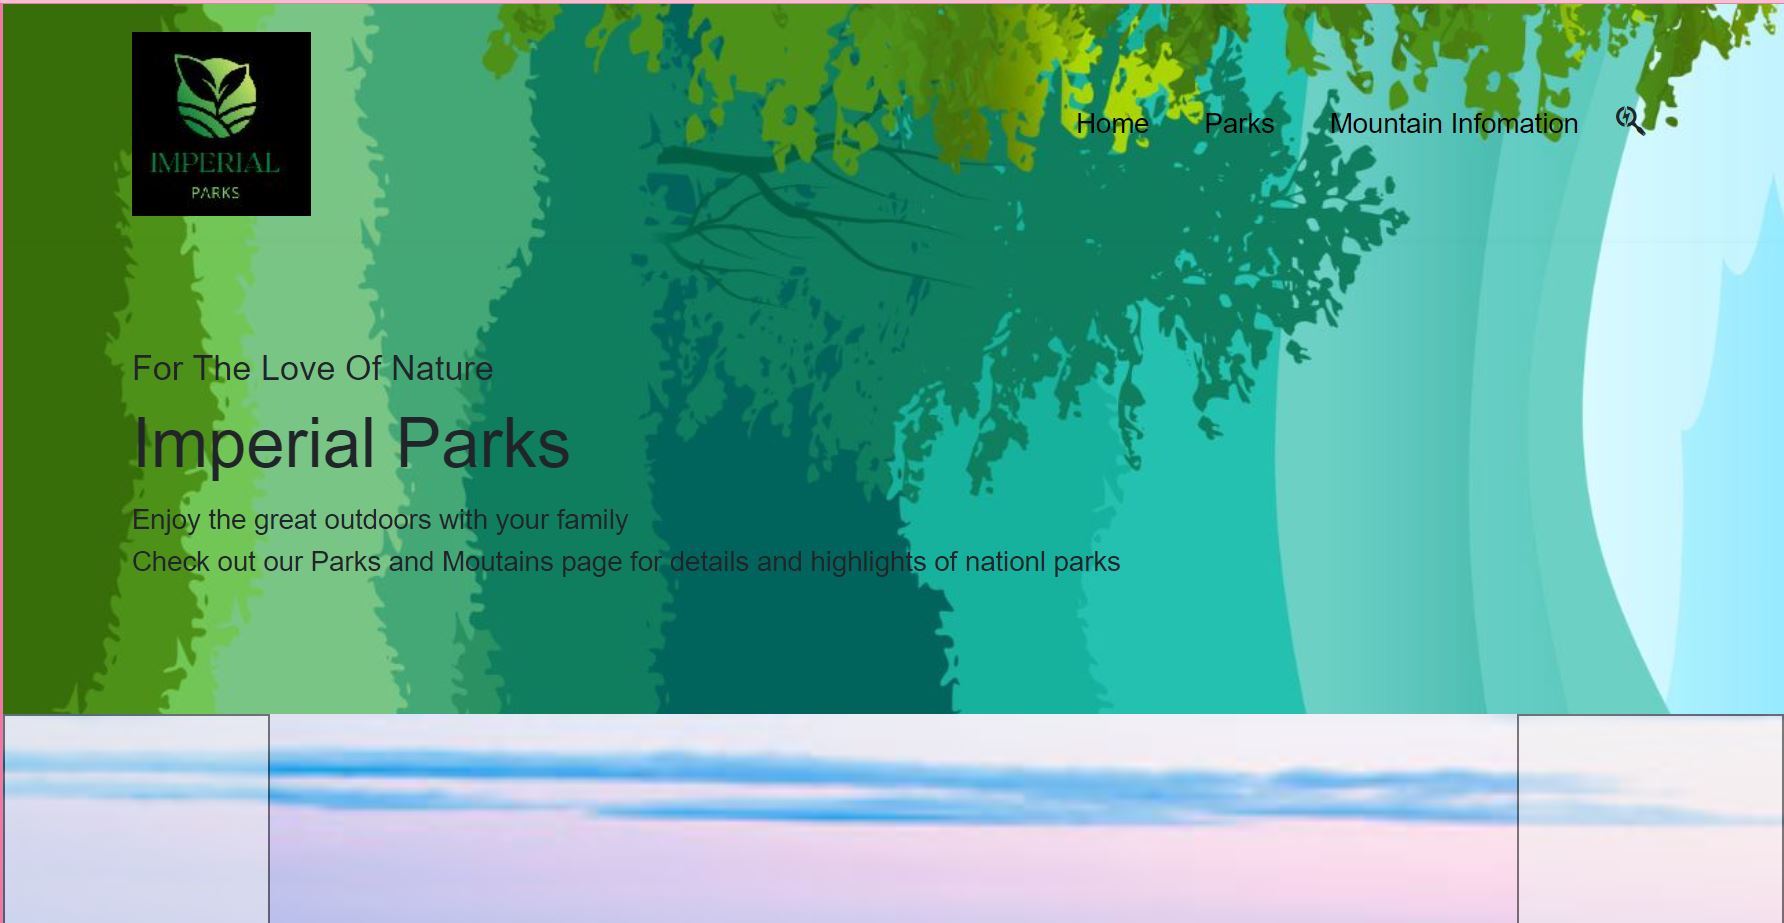 IMPERIAL
PARKS
Home
Parks
Mountain Infomation
For The Love Of Nature
Imperial Parks
Enjoy the great outdoors with your family
Check out our Parks and Moutains page for details and highlights of nationl parks